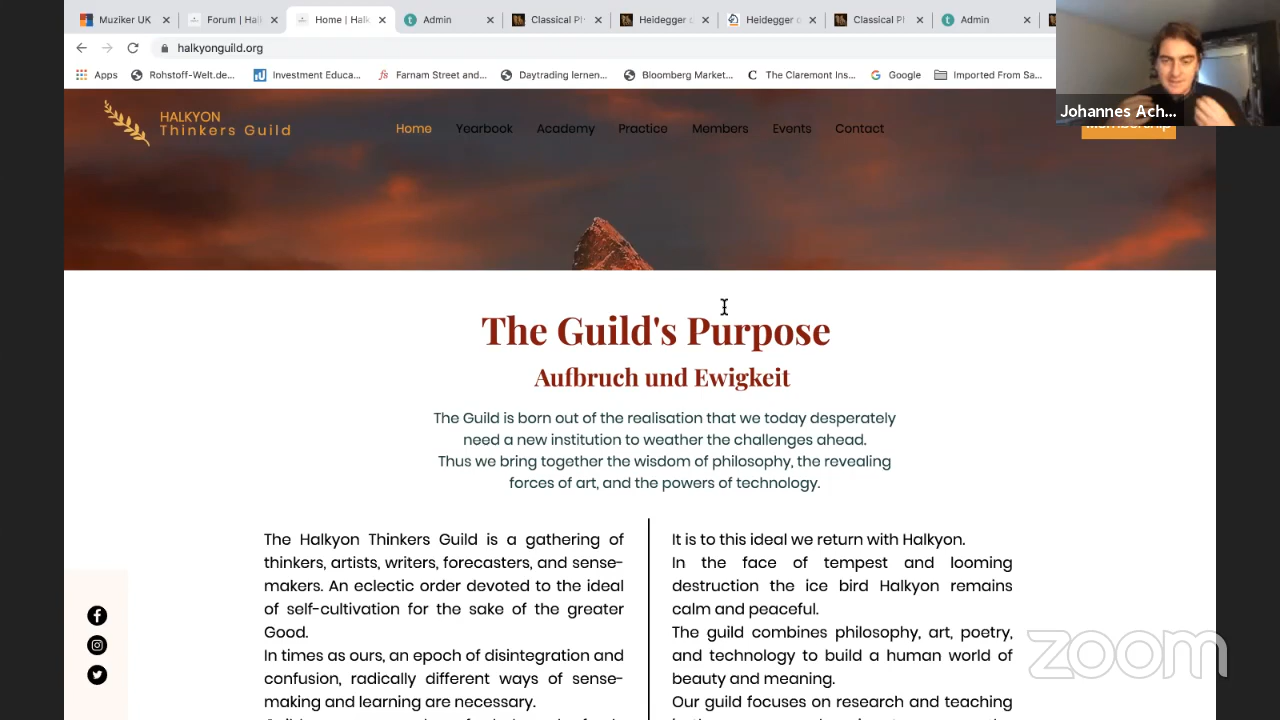 Muziker UK
Forum | Halk
Home | Halk
Admin
Classical Ph
Heidegger o
Heidegger o
Classical Ph
Admin
halkyonguild.org
Apps
Rohstoff-Welt.de...
Investment Educa...
Farnam Street and...
Daytrading lernen...
Bloomberg Market...
The Claremont Ins...
Google
Imported From Sa...
Johannes Ach...
HALKYON
Thinkers Guild
Home
Yearbook
Academy
Practice
Members
Events
Contact
Membership
The Guild's Purpose
Aufbruch und Ewigkeit
The Guild is born out of the realisation that we today desperately
need a new institution to weather the challenges ahead.
Thus we bring together the wisdom of philosophy, the revealing
forces of art, and the powers of technology.
The Halkyon Thinkers Guild is a gathering of
thinkers, artists, writers, forecasters, and sense-
makers. An eclectic order devoted to the ideal
of self-cultivation for the sake of the greater
Good.
In times as ours, an epoch of disintegration and
confusion, radically different ways of sense-
making and learning are necessary.
It is to this ideal we return with Halkyon.
In the face of tempest and looming
destruction the ice bird Halkyon remains
calm and peaceful.
The guild combines philosophy, art, poetry,
and technology to build a human world of
beauty and meaning.
Our guild focuses on research and teaching
zoom